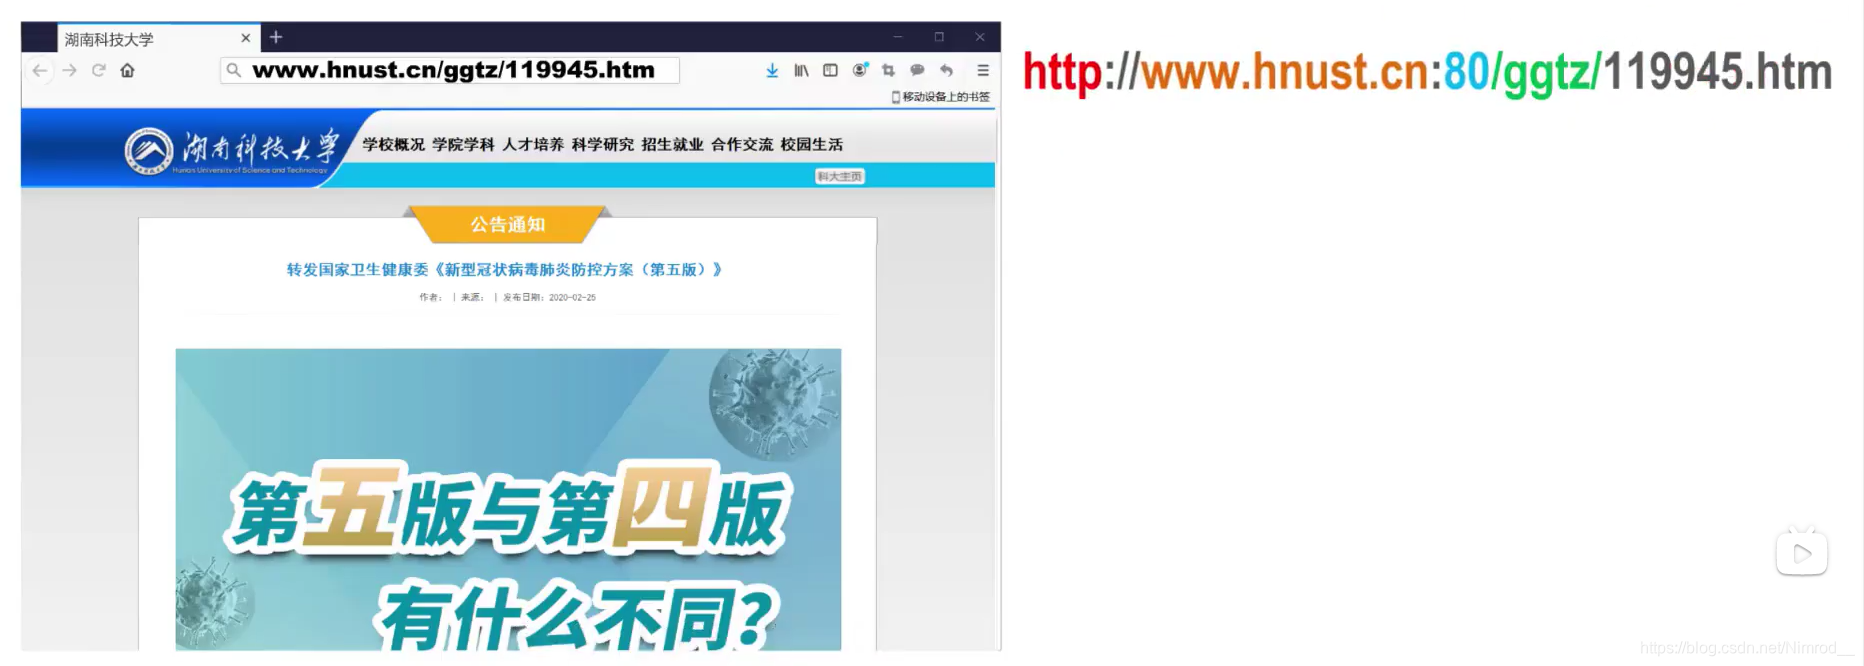 湖南科技大学
www.hnust.cn/ggtz/119945.htm
移动设备上的书签
湖南科技大学
Hunan University of Science and Technology
学校概况 学院学科 人才培养 科学研究 招生就业 合作交流 校园生活
科大主页
公告通知
转发国家卫生健康委《新型冠状病毒肺炎防控方案（第五版）》
作者： | 来源： | 发布日期：2020-02-25
第五版与第四版
有什么不同?
http://www.hnust.cn:80/ggtz/119945.htm
https://blog.csdn.net/Nimrod__